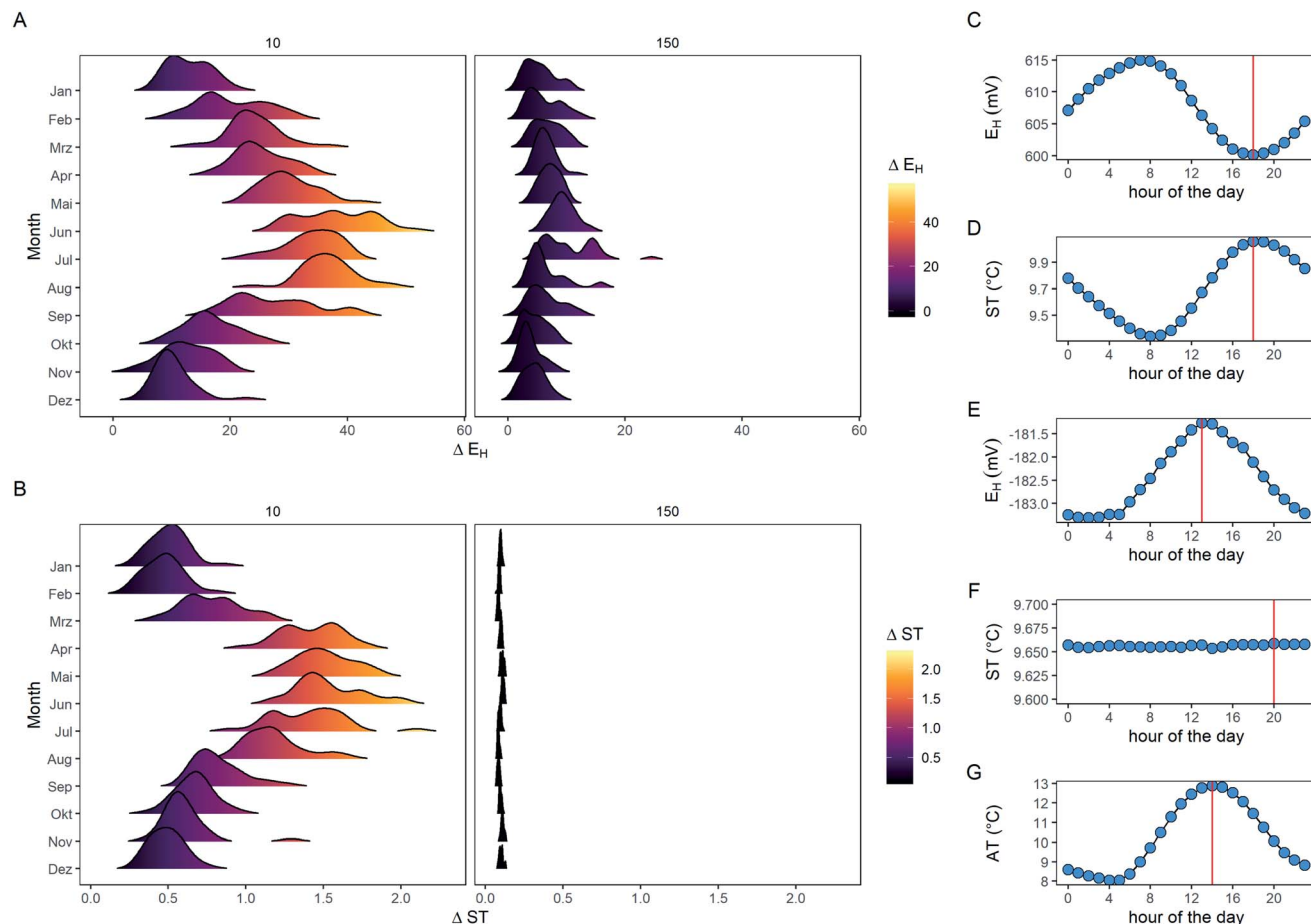 A
10 150
Jan
Feb
Mrz
Apr
Mai
Jun
Jul
Aug
Sep
Okt
Nov
Dez
Month
0 20 40 60 0 20 40 60
Δ E_H
Δ E_H
40
20
0
B
10 150
Jan
Feb
Mrz
Apr
Mai
Jun
Jul
Aug
Sep
Okt
Nov
Dez
Month
0.0 0.5 1.0 1.5 2.0 0.0 0.5 1.0 1.5 2.0
Δ ST
Δ ST
2.0
1.5
1.0
0.5
C
E_H (mV)
615
610
605
600
0 4 8 12 16 20
hour of the day
D
ST (°C)
9.9
9.7
9.5
0 4 8 12 16 20
hour of the day
E
E_H (mV)
-181.5
-182.0
-182.5
-183.0
0 4 8 12 16 20
hour of the day
F
ST (°C)
9.700
9.675
9.650
9.625
9.600
0 4 8 12 16 20
hour of the day
G
AT (°C)
13
12
11
10
9
8
0 4 8 12 16 20
hour of the day